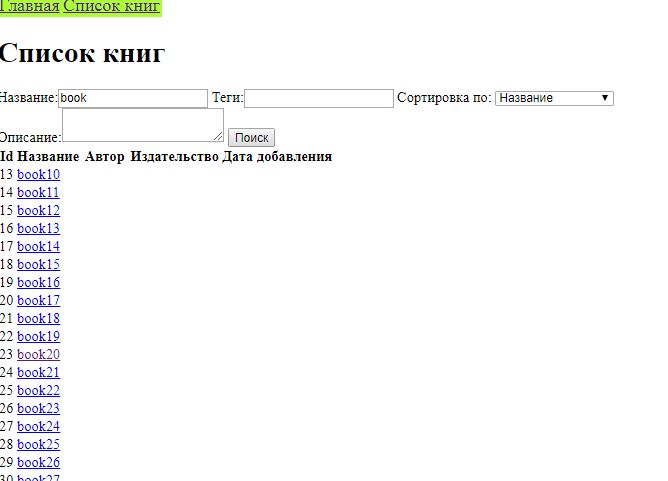 Главная Список книг
Список книг
Название: book Теги: Сортировка по: Название
Описание: Поиск
Id Название Автор Издательство Дата добавления
13 book10
14 book11
15 book12
16 book13
17 book14
18 book15
19 book16
20 book17
21 book18
22 book19
23 book20
24 book21
25 book22
26 book23
27 book24
28 book25
29 book26
30 book27